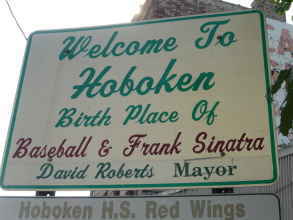 Welcome To
Hoboken
Birth Place Of
Baseball & Frank Sinatra
David Roberts Mayor
Hoboken H.S. Red Wings